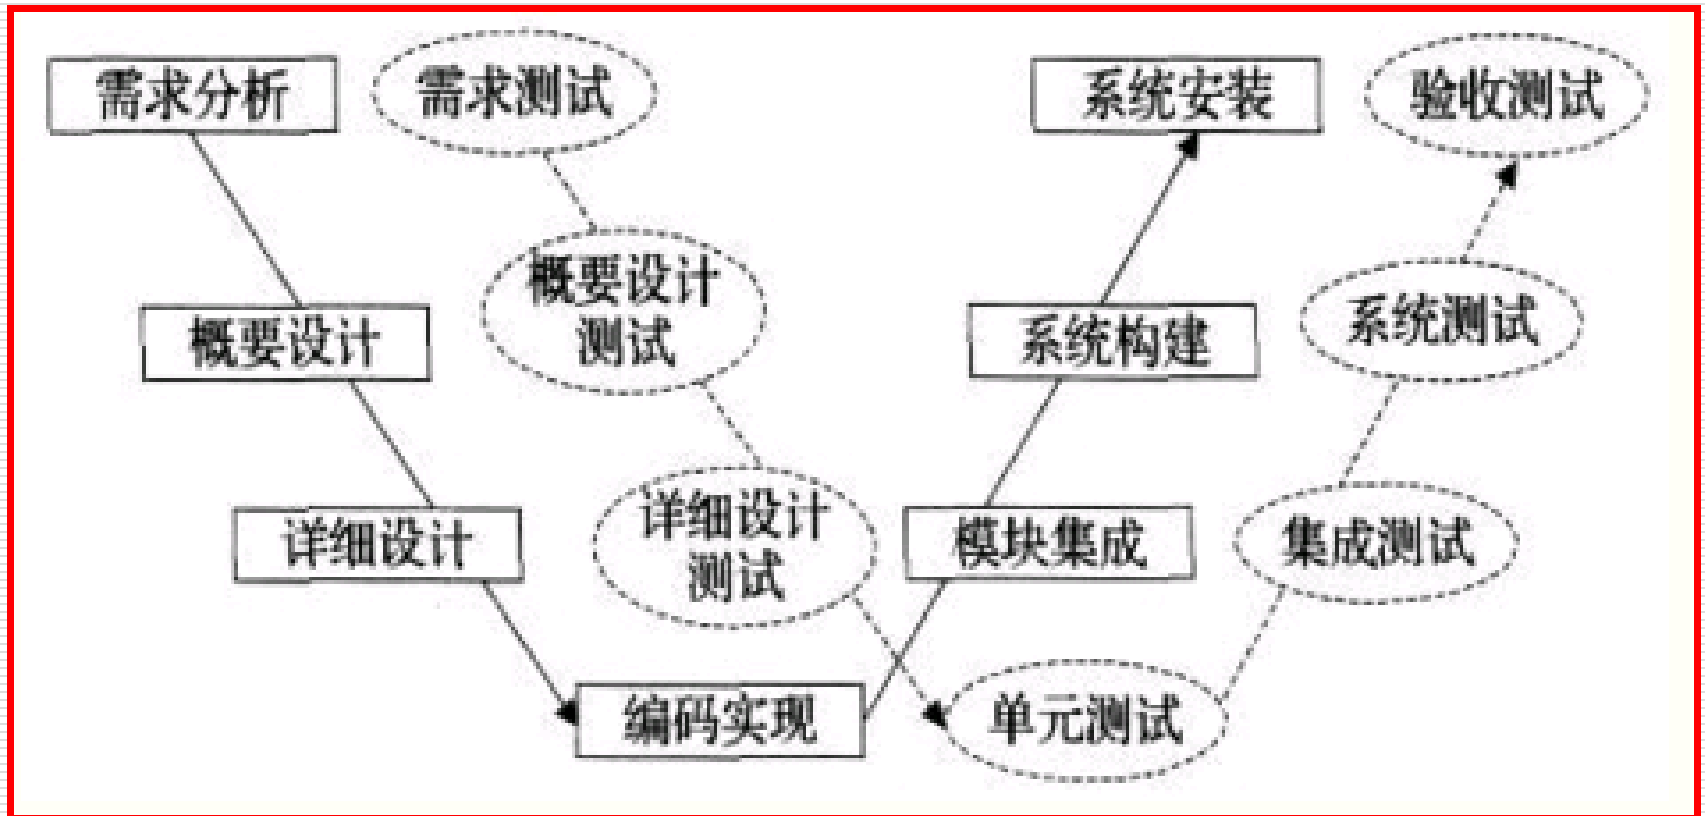 需求分析
需求测试
系统安装
验收测试
概要设计
测试
概要设计
系统构建
系统测试
详细设计
详细设计
测试
模块集成
集成测试
编码实现
单元测试